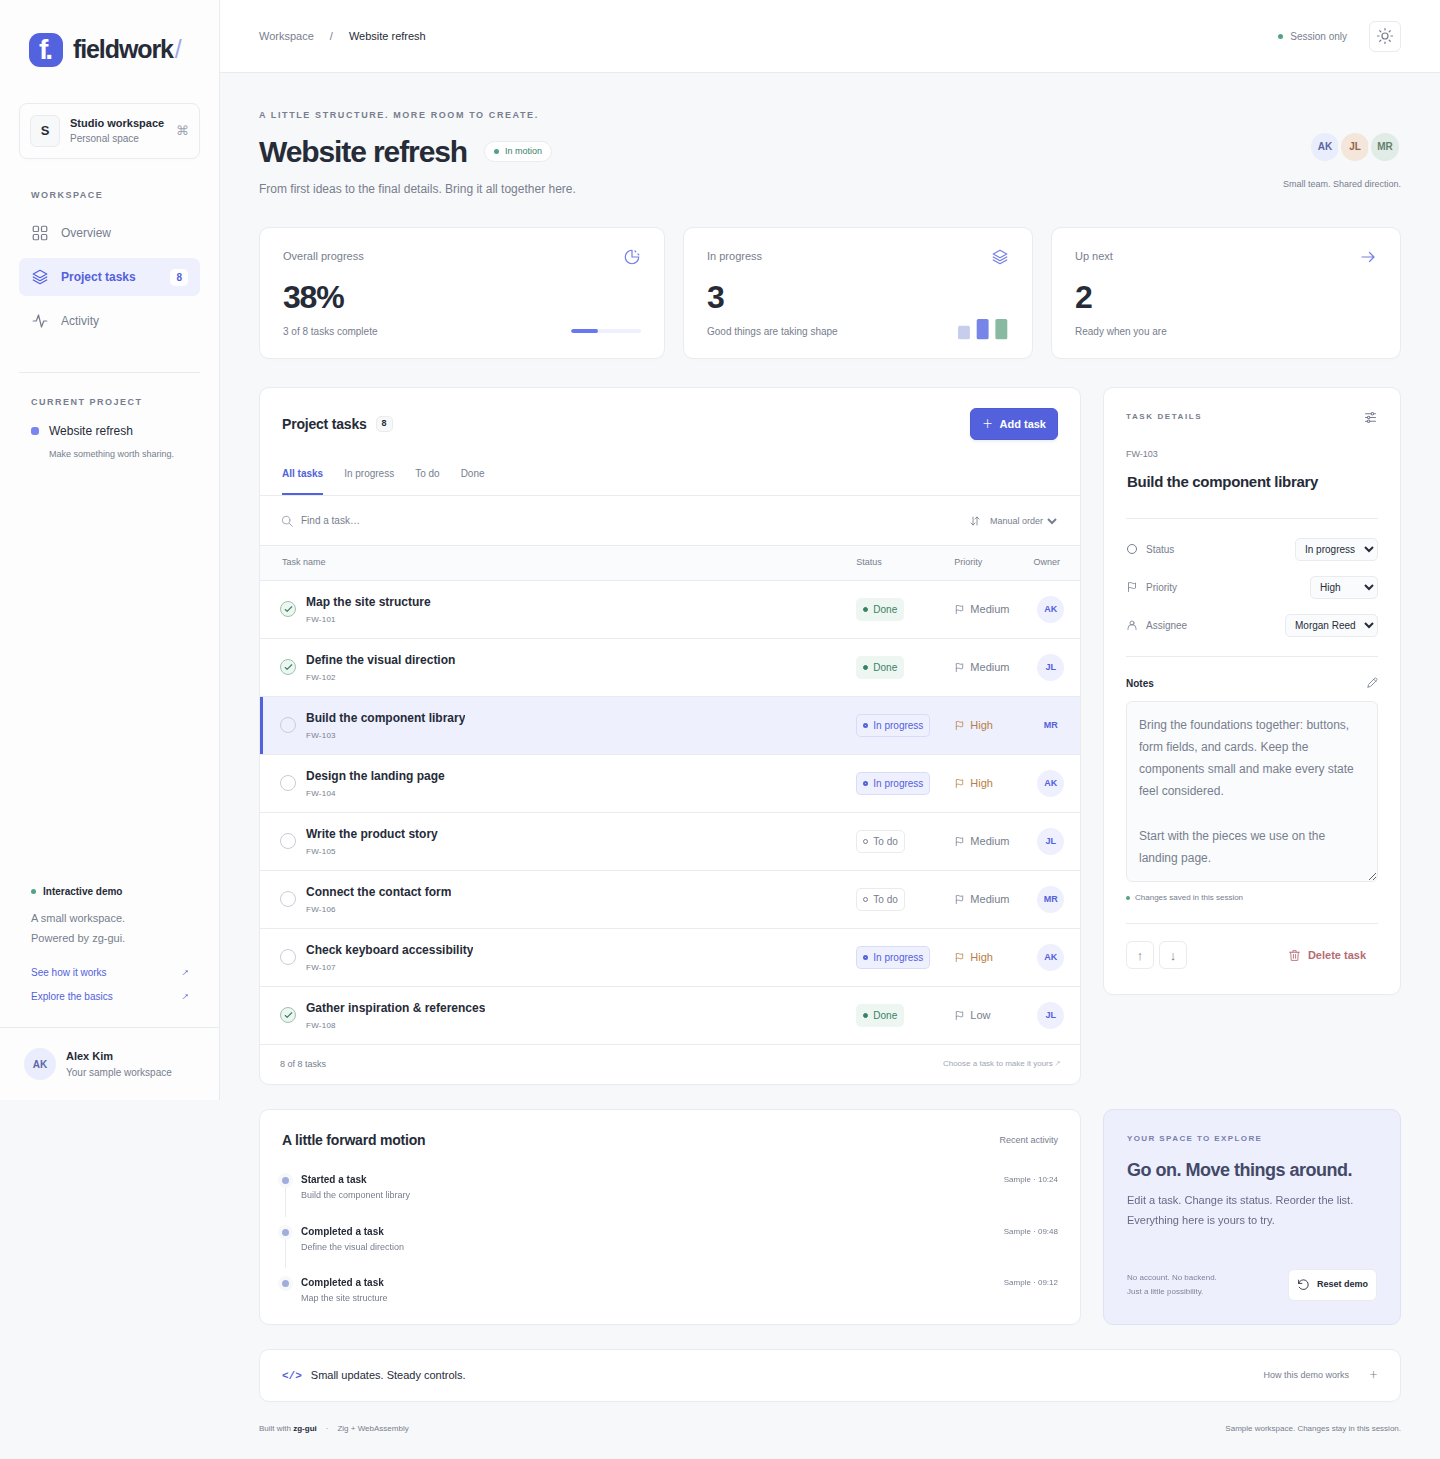 f. fieldwork/
S
Studio workspace
Personal space
⌘
WORKSPACE
Overview
Project tasks 8
Activity
CURRENT PROJECT
Website refresh
Make something worth sharing.
Interactive demo
A small workspace.
Powered by zg-gui.
See how it works ↗
Explore the basics ↗
AK
Alex Kim
Your sample workspace
Workspace / Website refresh
Session only
A LITTLE STRUCTURE. MORE ROOM TO CREATE.
Website refresh In motion
From first ideas to the final details. Bring it all together here.
AK JL MR
Small team. Shared direction.
Overall progress
38%
3 of 8 tasks complete
In progress
3
Good things are taking shape
Up next
2
Ready when you are
Project tasks 8
+ Add task
All tasks In progress To do Done
Find a task…
Manual order
Task name Status Priority Owner
Map the site structure Done Medium AK
FW-101
Define the visual direction Done Medium JL
FW-102
Build the component library In progress High MR
FW-103
Design the landing page In progress High AK
FW-104
Write the product story To do Medium JL
FW-105
Connect the contact form To do Medium MR
FW-106
Check keyboard accessibility In progress High AK
FW-107
Gather inspiration & references Done Low JL
FW-108
8 of 8 tasks
Choose a task to make it yours ↗
TASK DETAILS
FW-103
Build the component library
Status In progress
Priority High
Assignee Morgan Reed
Notes
Bring the foundations together: buttons,
form fields, and cards. Keep the
components small and make every state
feel considered.
Start with the pieces we use on the
landing page.
Changes saved in this session
↑ ↓ Delete task
A little forward motion
Recent activity
Started a task Sample · 10:24
Build the component library
Completed a task Sample · 09:48
Define the visual direction
Completed a task Sample · 09:12
Map the site structure
YOUR SPACE TO EXPLORE
Go on. Move things around.
Edit a task. Change its status. Reorder the list.
Everything here is yours to try.
No account. No backend.
Just a little possibility.
Reset demo
</> Small updates. Steady controls.
How this demo works +
Built with zg-gui · Zig + WebAssembly
Sample workspace. Changes stay in this session.